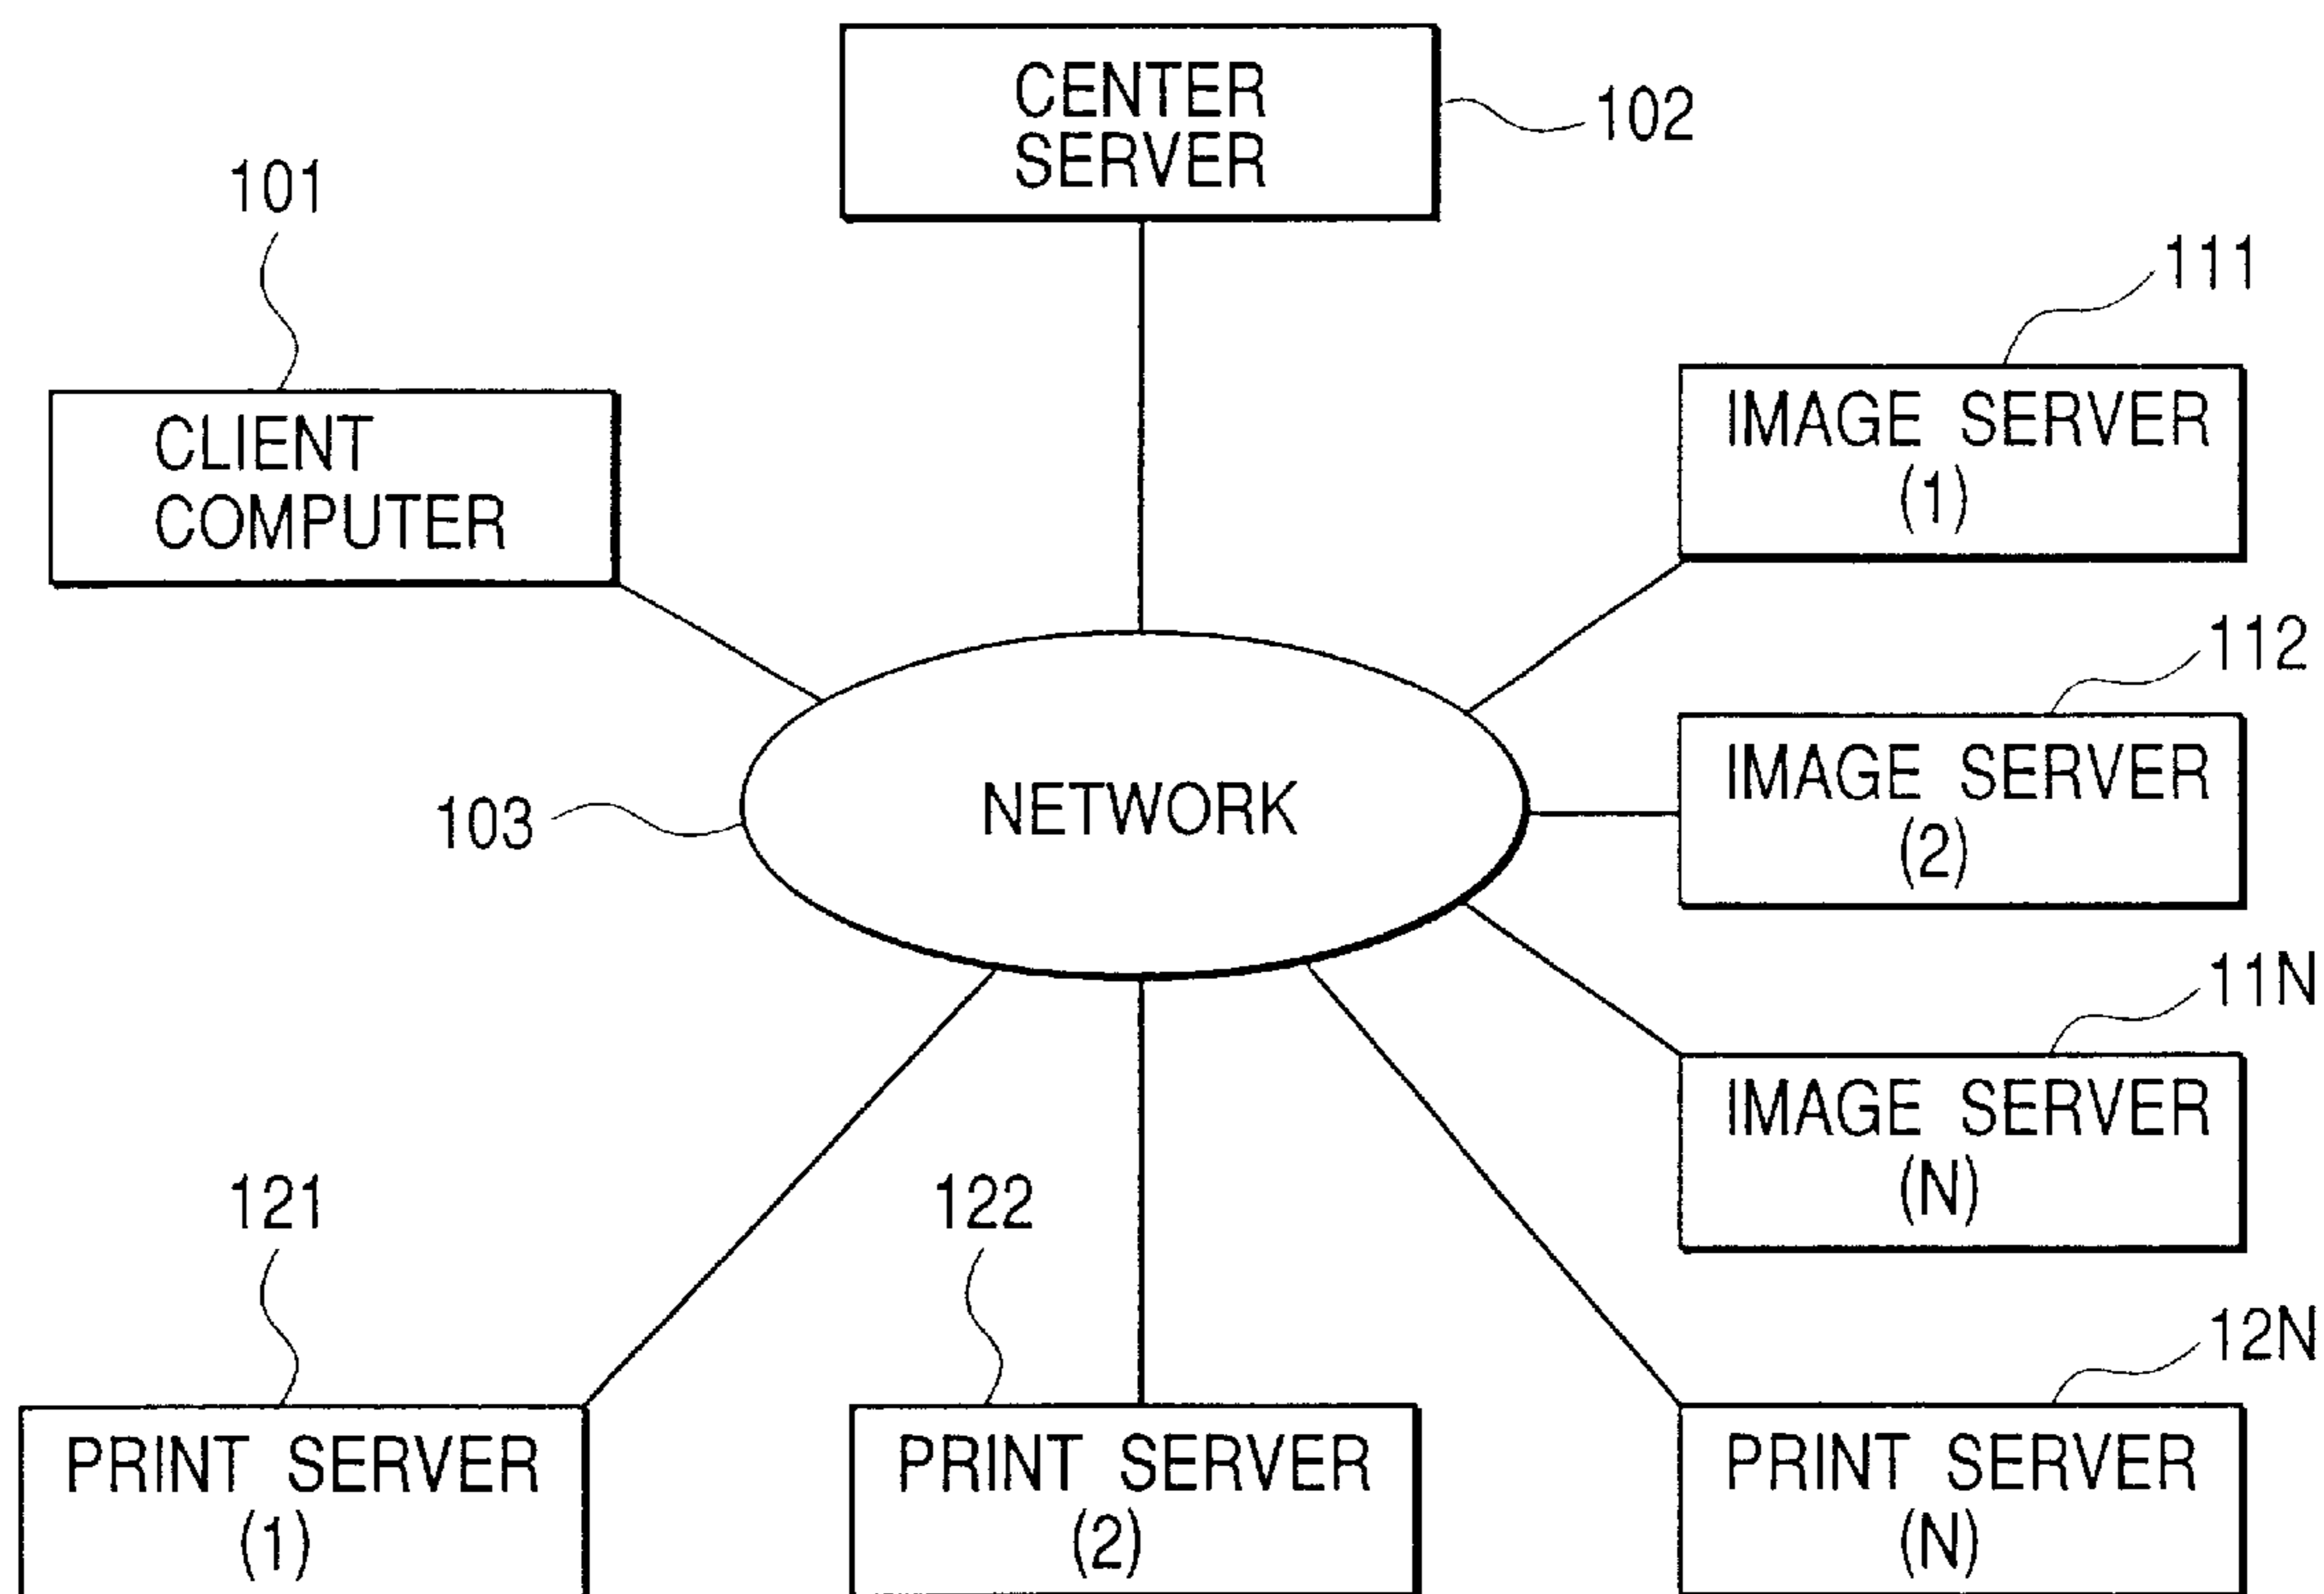 CENTER
SERVER
102
101
111
CLIENT
COMPUTER
IMAGE SERVER
(1)
112
NETWORK
103
IMAGE SERVER
(2)
11N
IMAGE SERVER
(N)
121
122
12N
PRINT SERVER
(1)
PRINT SERVER
(2)
PRINT SERVER
(N)